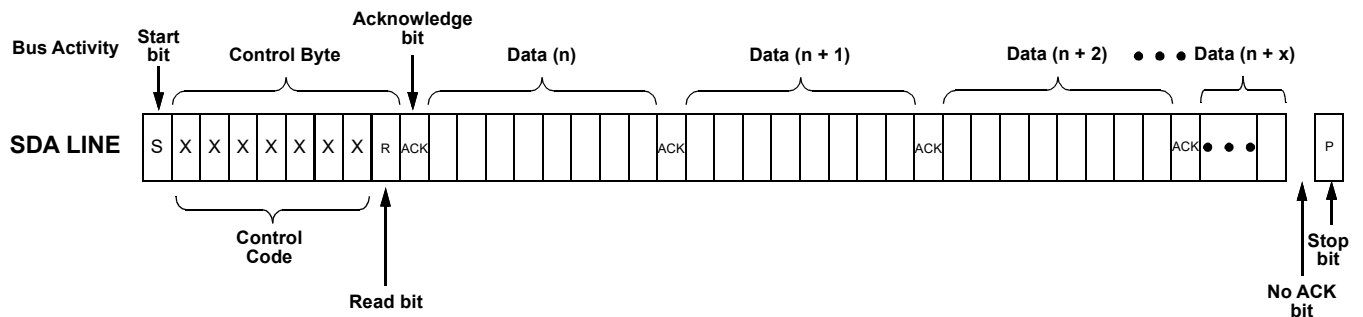 Bus Activity
Start
bit
Control Byte
Acknowledge
bit
Data (n)
Data (n + 1)
Data (n + 2)
● ● ●
Data (n + x)
SDA LINE
S X X X X X X X R ACK ACK ACK ACK ● ● ● P
Control
Code
Read bit
No ACK
bit
Stop
bit